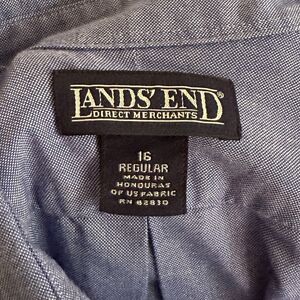 LANDS' END®
DIRECT MERCHANTS
16
REGULAR
MADE IN
HONDURAS
OF US FABRIC
RN 62830